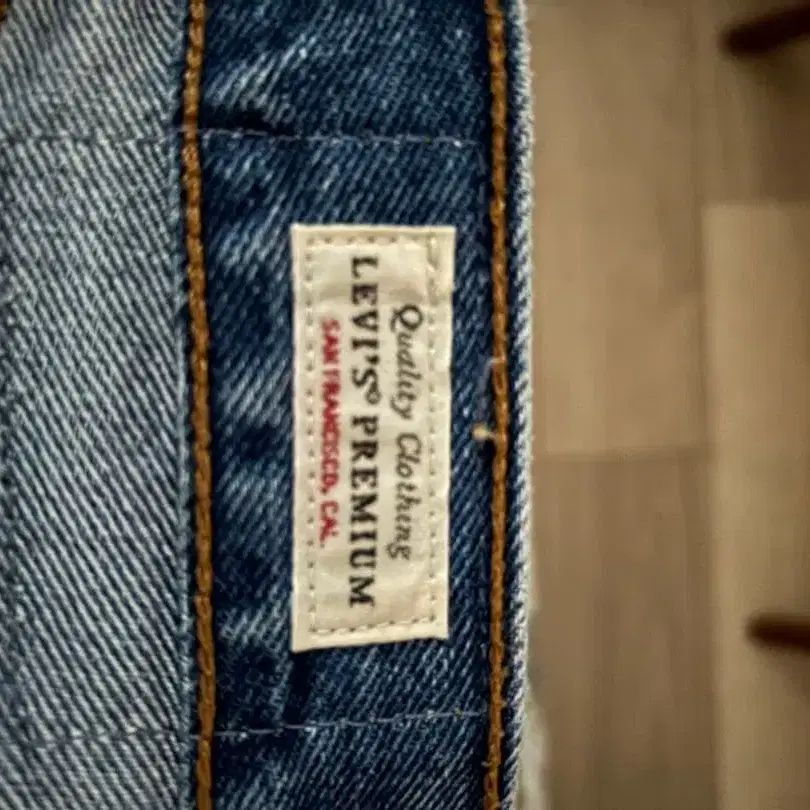 Quality Clothing
LEVI'S® PREMIUM
SAN FRANCISCO, CAL.